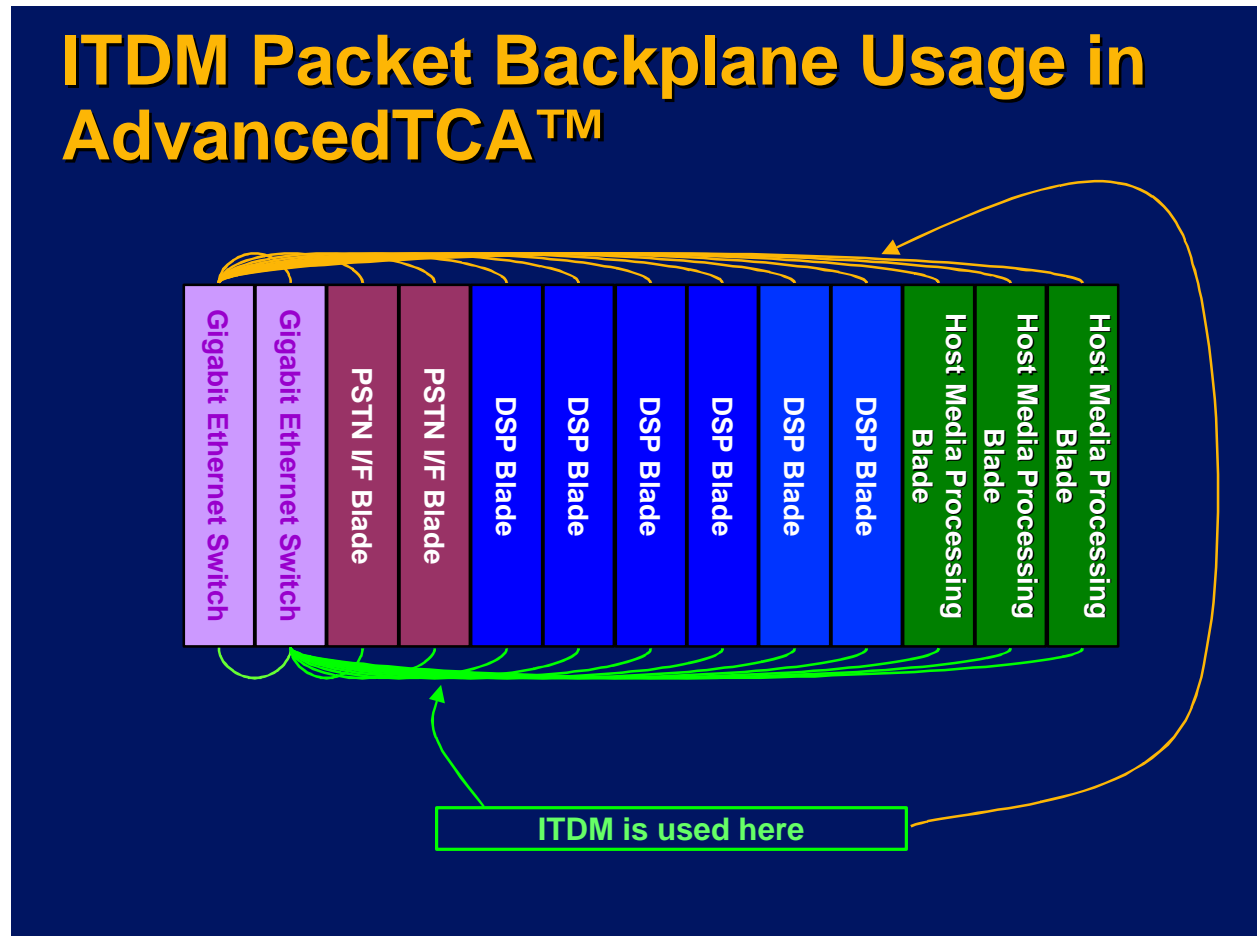 ITDM Packet Backplane Usage in
AdvancedTCA™
Gigabit Ethernet Switch
Gigabit Ethernet Switch
PSTN I/F Blade
PSTN I/F Blade
DSP Blade
DSP Blade
DSP Blade
DSP Blade
DSP Blade
DSP Blade
Host Media Processing
Blade
Host Media Processing
Blade
Host Media Processing
Blade
ITDM is used here